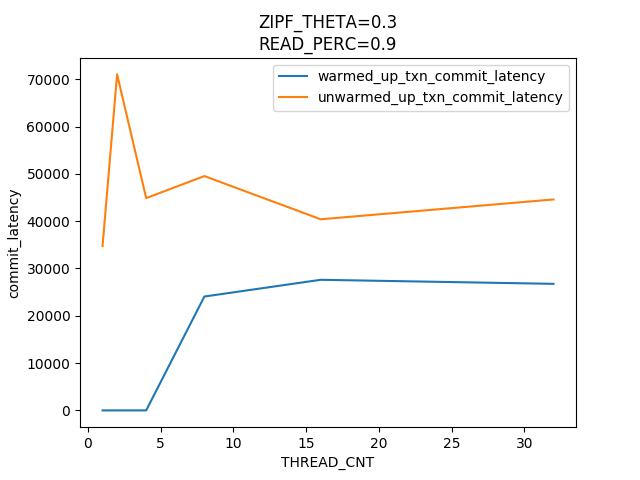 ZIPF_THETA=0.3
READ_PERC=0.9
warmed_up_txn_commit_latency
unwarmed_up_txn_commit_latency
commit_latency
70000
60000
50000
40000
30000
20000
10000
0
0 5 10 15 20 25 30
THREAD_CNT